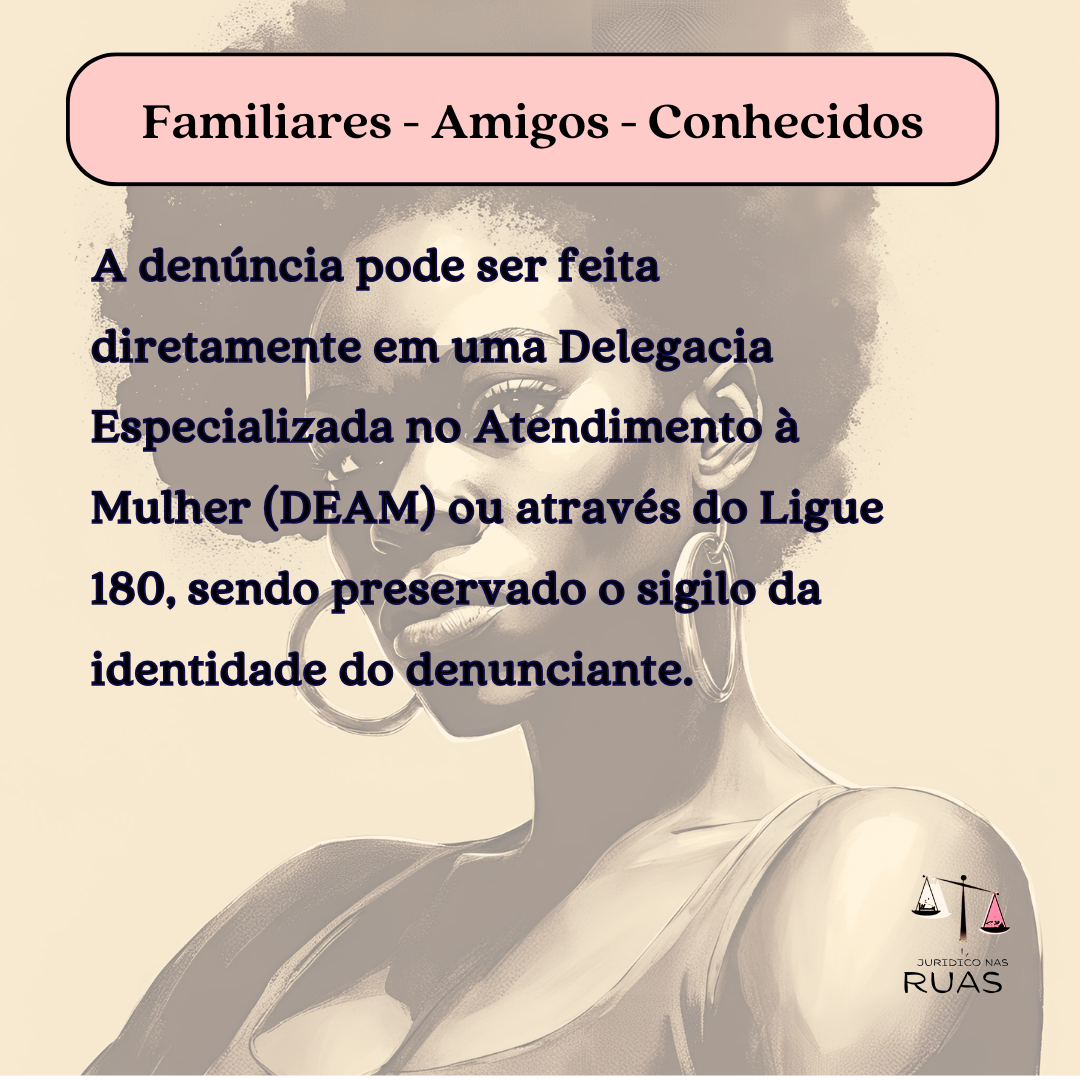 Familiares - Amigos - Conhecidos
A denúncia pode ser feita
diretamente em uma Delegacia
Especializada no Atendimento à
Mulher (DEAM) ou através do Ligue
180, sendo preservado o sigilo da
identidade do denunciante.
JURIDÍCO NAS
RUAS